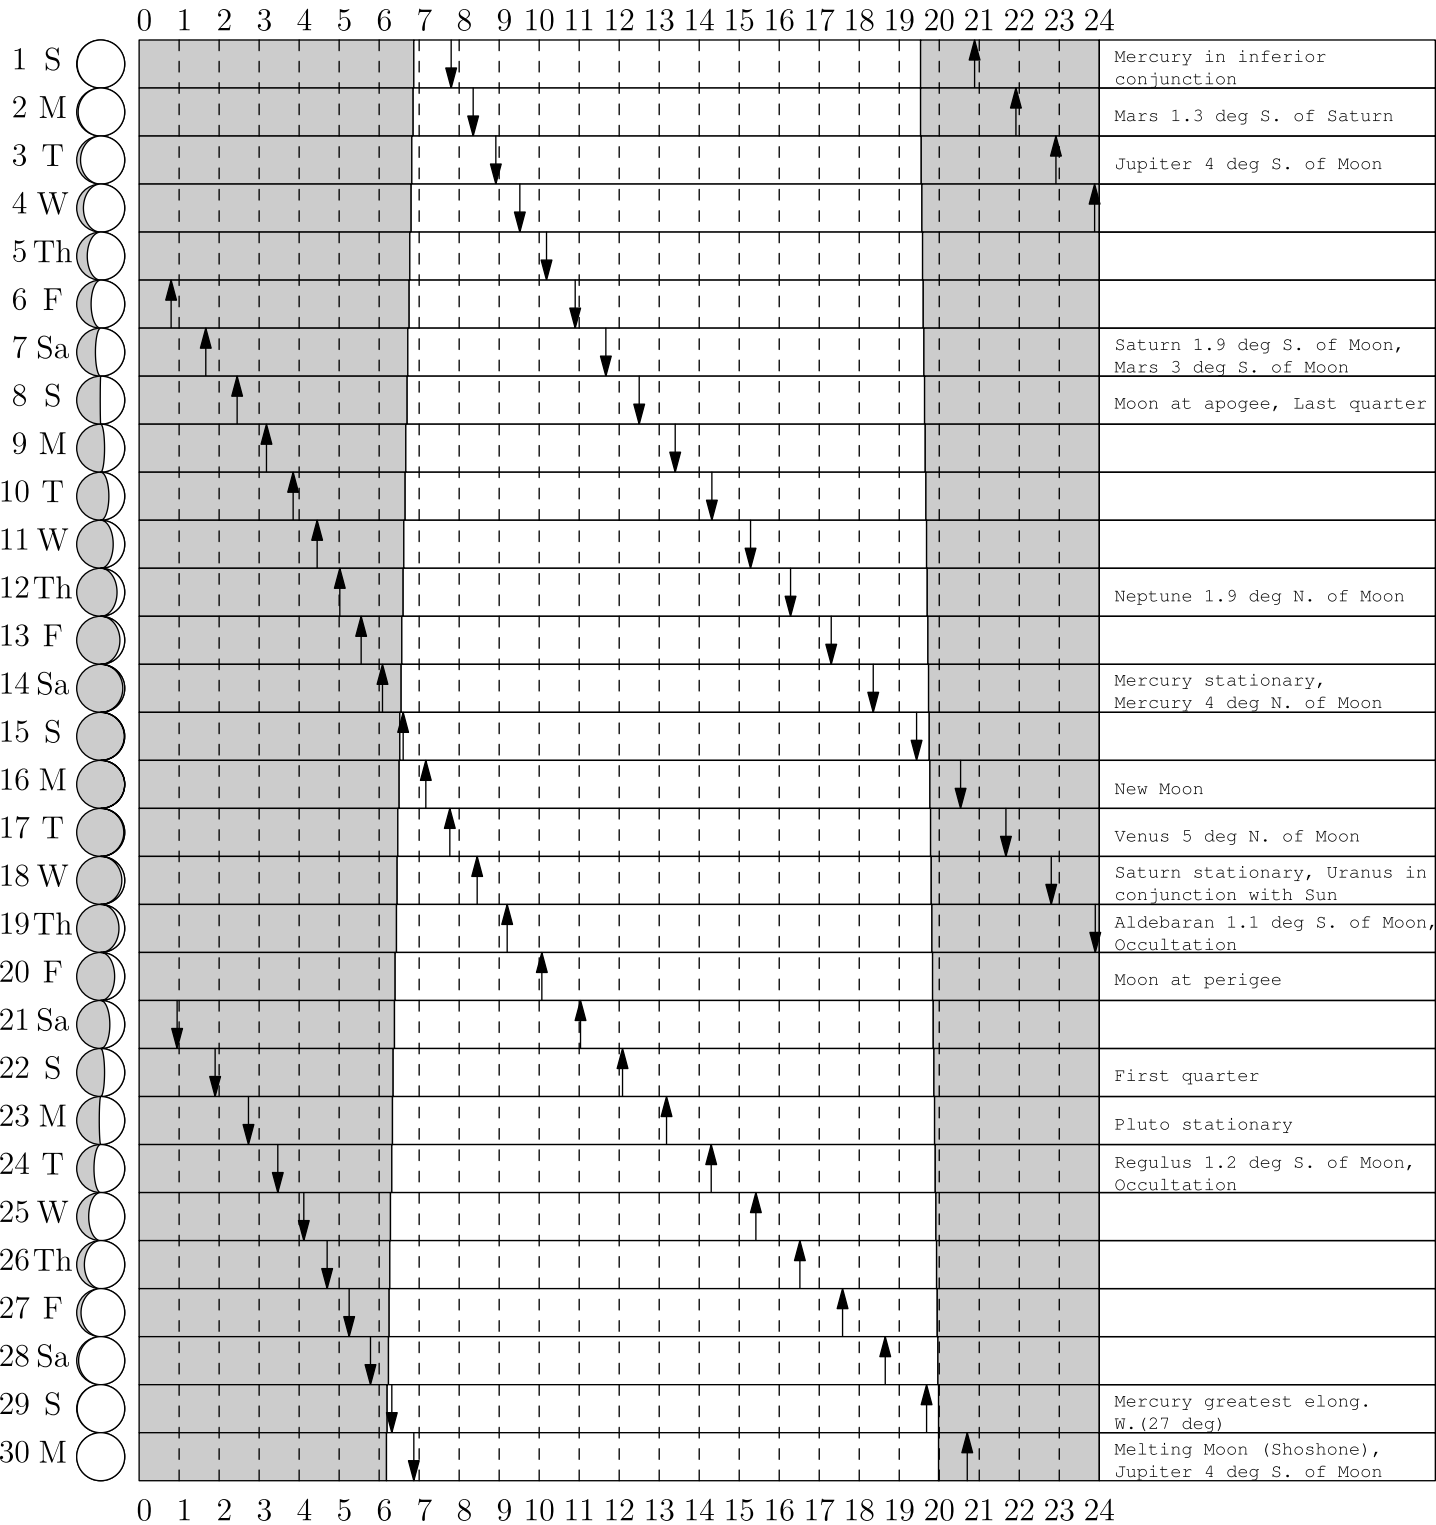 0 1 2 3 4 5 6 7 8 9 10 11 12 13 14 15 16 17 18 19 20 21 22 23 24
1 S Mercury in inferior
conjunction
2 M Mars 1.3 deg S. of Saturn
3 T Jupiter 4 deg S. of Moon
4 W
5 Th
6 F
7 Sa Saturn 1.9 deg S. of Moon,
Mars 3 deg S. of Moon
8 S Moon at apogee, Last quarter
9 M
10 T
11 W
12 Th Neptune 1.9 deg N. of Moon
13 F
14 Sa Mercury stationary,
Mercury 4 deg N. of Moon
15 S
16 M New Moon
17 T Venus 5 deg N. of Moon
18 W Saturn stationary, Uranus in
conjunction with Sun
19 Th Aldebaran 1.1 deg S. of Moon,
Occultation
20 F Moon at perigee
21 Sa
22 S First quarter
23 M Pluto stationary
24 T Regulus 1.2 deg S. of Moon,
Occultation
25 W
26 Th
27 F
28 Sa
29 S Mercury greatest elong.
W.(27 deg)
30 M Melting Moon (Shoshone),
Jupiter 4 deg S. of Moon
0 1 2 3 4 5 6 7 8 9 10 11 12 13 14 15 16 17 18 19 20 21 22 23 24